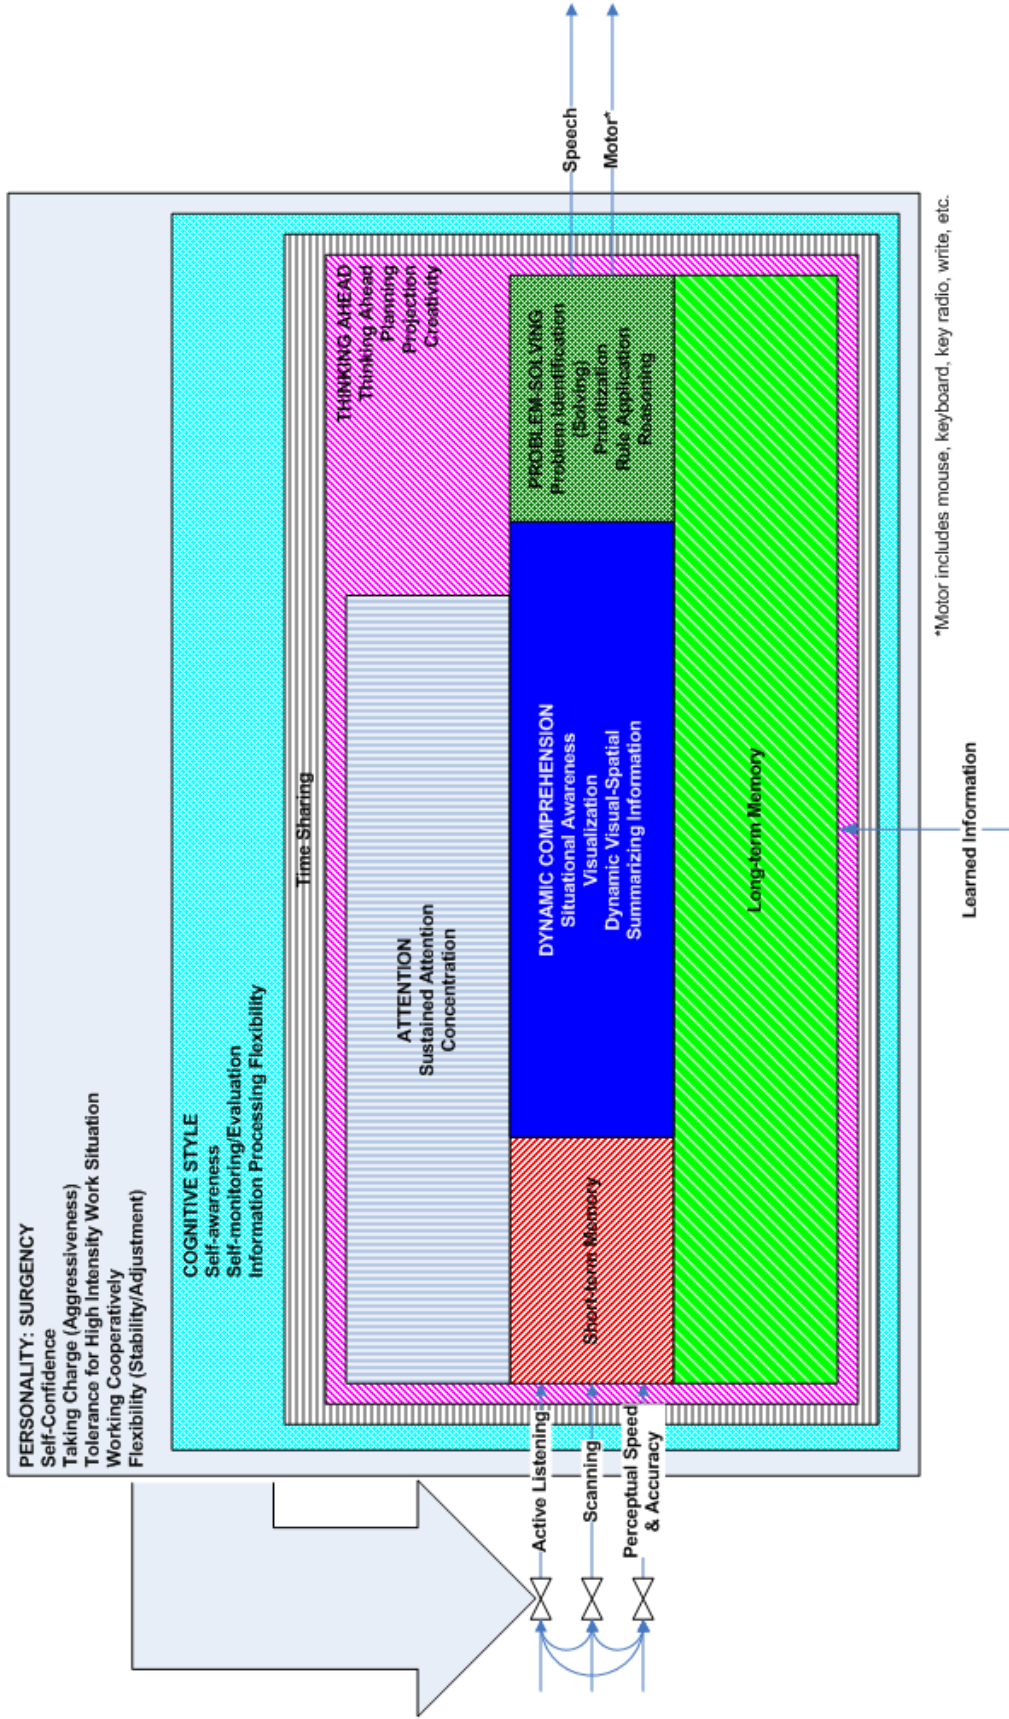 PERSONALITY: SURGENCY
Self-Confidence
Taking Charge (Aggressiveness)
Tolerance for High Intensity Work Situation
Working Cooperatively
Flexibility (Stability/Adjustment)
COGNITIVE STYLE
Self-awareness
Self-monitoring/Evaluation
Information Processing Flexibility
Time Sharing
THINKING AHEAD
Thinking Ahead
Planning
Projection
Creativity
ATTENTION
Sustained Attention
Concentration
Active Listening
Scanning
Perceptual Speed
& Accuracy
Short-term Memory
DYNAMIC COMPREHENSION
Situational Awareness
Visualization
Dynamic Visual-Spatial
Summarizing Information
PROBLEM-SOLVING
Problem Identification
(Solving)
Prioritization
Rule Application
Reasoning
Speech
Motor*
Long-term Memory
*Motor includes mouse, keyboard, key radio, write, etc.
Learned Information